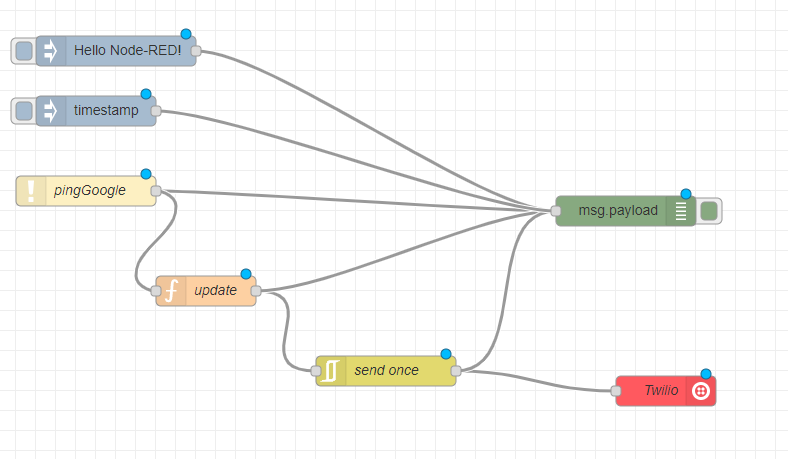 Hello Node-RED!
timestamp
pingGoogle
msg.payload
update
send once
Twilio